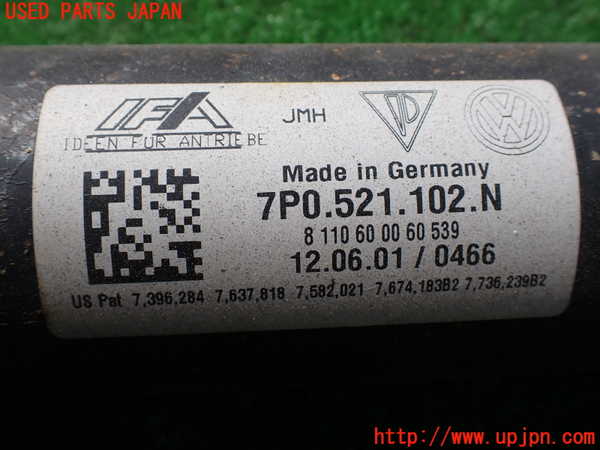 USED PARTS JAPAN
IFA
IDEEN FÜR ANTRIEBE
JMH
Made in Germany
7P0.521.102.N
8 110 60 00 60 539
12.06.01 / 0466
US Pat 7,396,284 7,637,818 7,582,021 7,674,183B2 7,736,239B2
UPJ
http://www.upjpn.com/